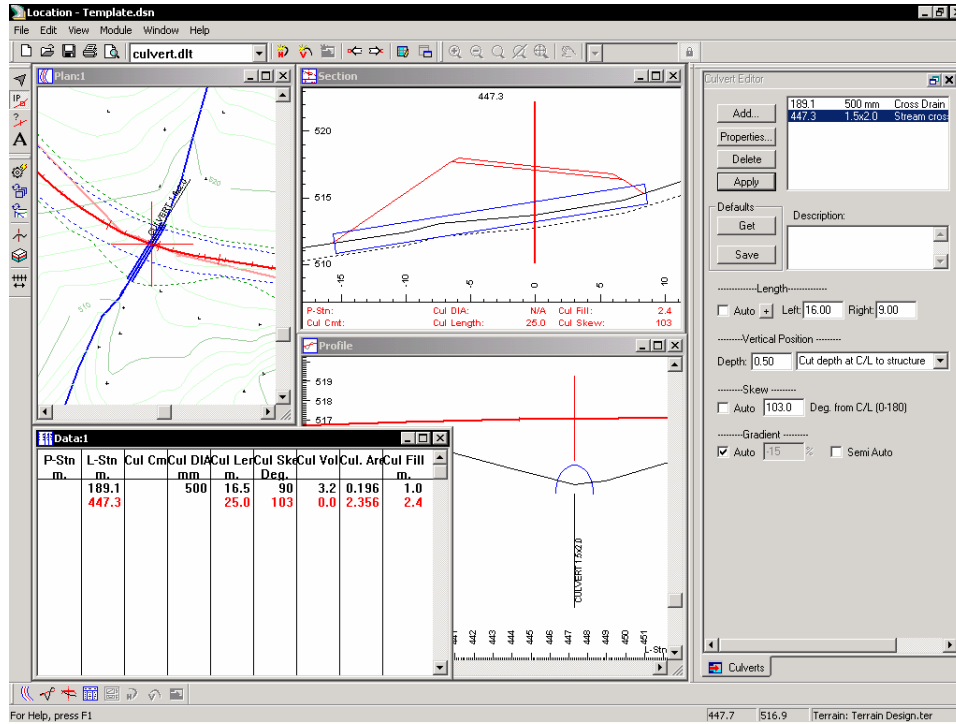 Location - Template.dsn
File Edit View Module Window Help
culvert.dlt
Plan:1
CULVERT 1.5x2.0
520
510
Section
447.3
520
515
510
-15
-10
-5
0
5
10
P-Stn: Cul DIA: N/A Cul Fill: 2.4
Cul Cmt: Cul Length: 25.0 Cul Skew: 103
Profile
519
518
517
CULVERT 1.5x2.0
441 442 443 444 445 446 447 448 449 450 451
L-Stn
Data:1
P-Stn L-Stn Cul Cm Cul DIA Cul Len Cul Ske Cul Vol Cul. Are Cul Fill
m. m. mm m. Deg. m.
189.1 500 16.5 90 3.2 0.196 1.0
447.3 25.0 103 0.0 2.356 2.4
Culvert Editor
Add...
Properties...
Delete
Apply
189.1 500 mm Cross Drain
447.3 1.5x2.0 Stream cros
Defaults
Get
Save
Description:
Length
Auto + Left: 16.00 Right: 9.00
Vertical Position
Depth: 0.50 Cut depth at C/L to structure
Skew
Auto 103.0 Deg. from C/L (0-180)
Gradient
Auto -15 % Semi Auto
Culverts
For Help, press F1
447.7 516.9 Terrain: Terrain Design.ter